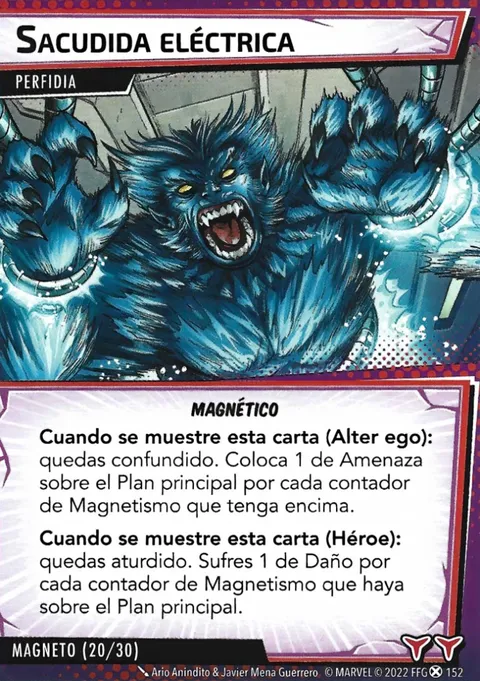 SACUDIDA ELÉCTRICA
PERFIDIA
MAGNÉTICO
Cuando se muestre esta carta (Alter ego):
quedas confundido. Coloca 1 de Amenaza
sobre el Plan principal por cada contador
de Magnetismo que tenga encima.
Cuando se muestre esta carta (Héroe):
quedas aturdido. Sufres 1 de Daño por
cada contador de Magnetismo que haya
sobre el Plan principal.
MAGNETO (20/30)
Ario Anindito & Javier Mena Guerrero. © MARVEL © 2022 FFG 152